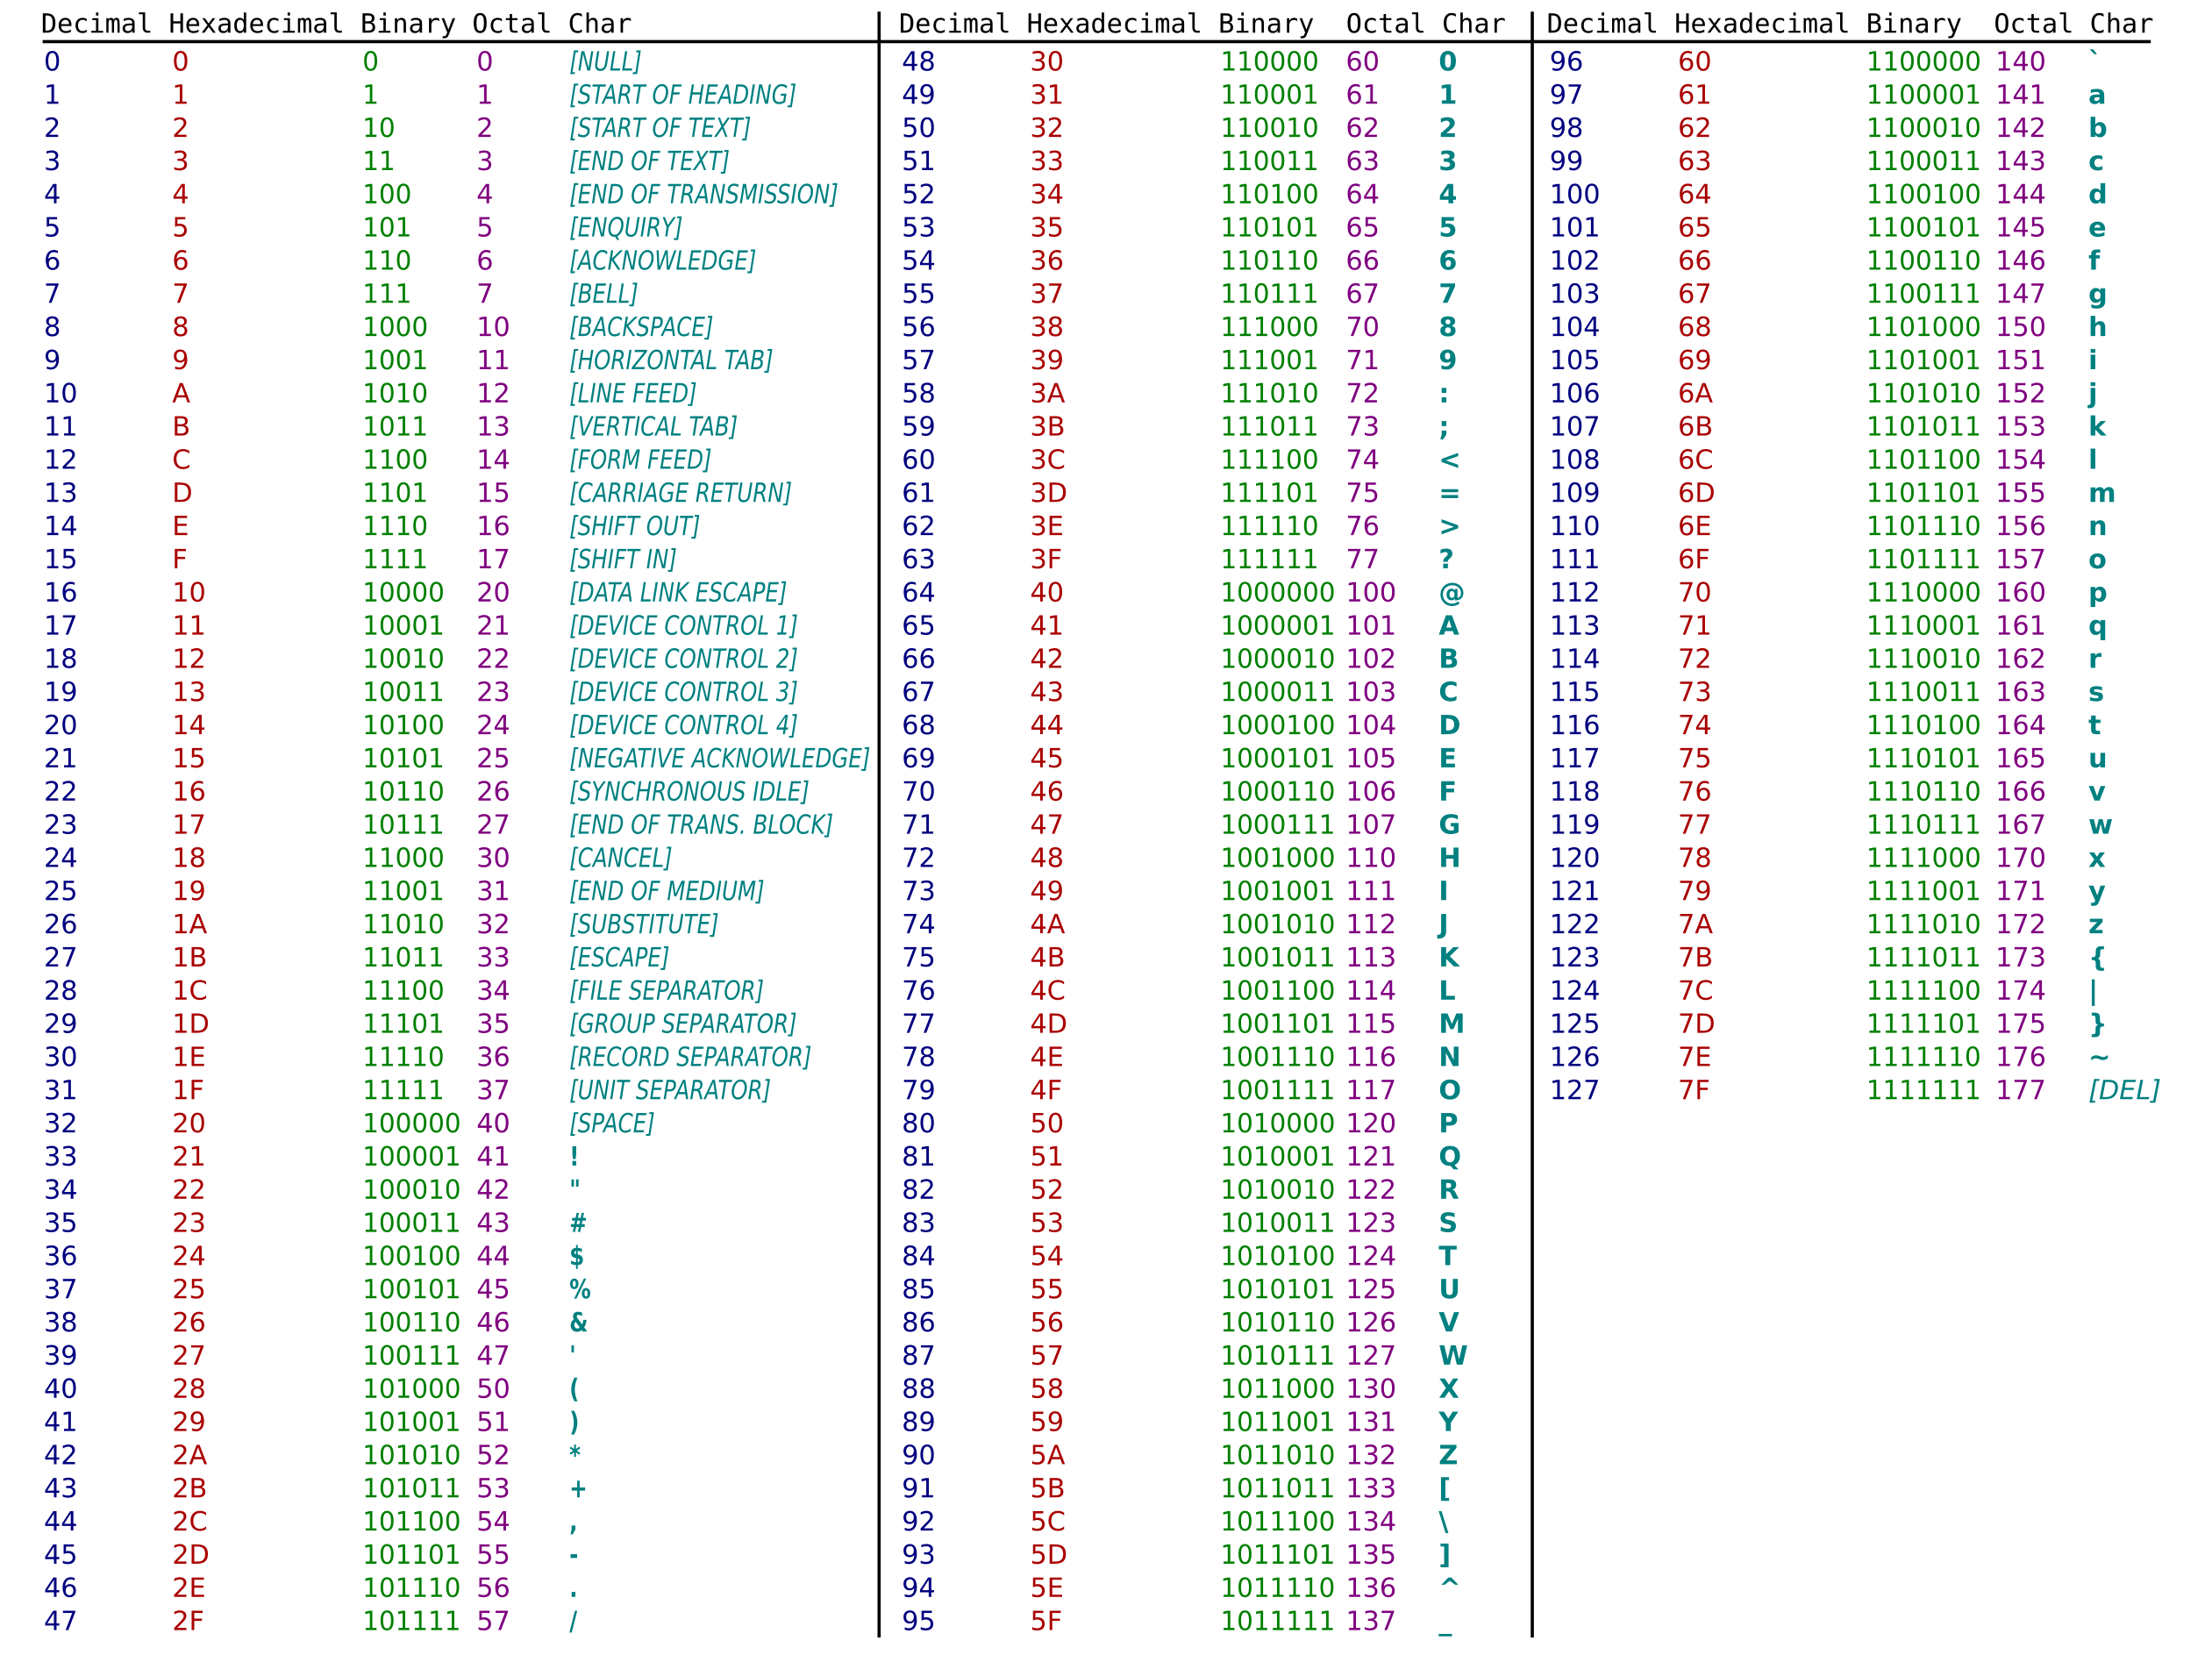 Decimal Hexadecimal Binary Octal Char
0 0 0 0 [NULL]
1 1 1 1 [START OF HEADING]
2 2 10 2 [START OF TEXT]
3 3 11 3 [END OF TEXT]
4 4 100 4 [END OF TRANSMISSION]
5 5 101 5 [ENQUIRY]
6 6 110 6 [ACKNOWLEDGE]
7 7 111 7 [BELL]
8 8 1000 10 [BACKSPACE]
9 9 1001 11 [HORIZONTAL TAB]
10 A 1010 12 [LINE FEED]
11 B 1011 13 [VERTICAL TAB]
12 C 1100 14 [FORM FEED]
13 D 1101 15 [CARRIAGE RETURN]
14 E 1110 16 [SHIFT OUT]
15 F 1111 17 [SHIFT IN]
16 10 10000 20 [DATA LINK ESCAPE]
17 11 10001 21 [DEVICE CONTROL 1]
18 12 10010 22 [DEVICE CONTROL 2]
19 13 10011 23 [DEVICE CONTROL 3]
20 14 10100 24 [DEVICE CONTROL 4]
21 15 10101 25 [NEGATIVE ACKNOWLEDGE]
22 16 10110 26 [SYNCHRONOUS IDLE]
23 17 10111 27 [END OF TRANS. BLOCK]
24 18 11000 30 [CANCEL]
25 19 11001 31 [END OF MEDIUM]
26 1A 11010 32 [SUBSTITUTE]
27 1B 11011 33 [ESCAPE]
28 1C 11100 34 [FILE SEPARATOR]
29 1D 11101 35 [GROUP SEPARATOR]
30 1E 11110 36 [RECORD SEPARATOR]
31 1F 11111 37 [UNIT SEPARATOR]
32 20 100000 40 [SPACE]
33 21 100001 41 !
34 22 100010 42 "
35 23 100011 43 #
36 24 100100 44 $
37 25 100101 45 %
38 26 100110 46 &
39 27 100111 47 '
40 28 101000 50 (
41 29 101001 51 )
42 2A 101010 52 *
43 2B 101011 53 +
44 2C 101100 54 ,
45 2D 101101 55 -
46 2E 101110 56 .
47 2F 101111 57 /
Decimal Hexadecimal Binary Octal Char
48 30 110000 60 0
49 31 110001 61 1
50 32 110010 62 2
51 33 110011 63 3
52 34 110100 64 4
53 35 110101 65 5
54 36 110110 66 6
55 37 110111 67 7
56 38 111000 70 8
57 39 111001 71 9
58 3A 111010 72 :
59 3B 111011 73 ;
60 3C 111100 74 <
61 3D 111101 75 =
62 3E 111110 76 >
63 3F 111111 77 ?
64 40 1000000 100 @
65 41 1000001 101 A
66 42 1000010 102 B
67 43 1000011 103 C
68 44 1000100 104 D
69 45 1000101 105 E
70 46 1000110 106 F
71 47 1000111 107 G
72 48 1001000 110 H
73 49 1001001 111 I
74 4A 1001010 112 J
75 4B 1001011 113 K
76 4C 1001100 114 L
77 4D 1001101 115 M
78 4E 1001110 116 N
79 4F 1001111 117 O
80 50 1010000 120 P
81 51 1010001 121 Q
82 52 1010010 122 R
83 53 1010011 123 S
84 54 1010100 124 T
85 55 1010101 125 U
86 56 1010110 126 V
87 57 1010111 127 W
88 58 1011000 130 X
89 59 1011001 131 Y
90 5A 1011010 132 Z
91 5B 1011011 133 [
92 5C 1011100 134 \
93 5D 1011101 135 ]
94 5E 1011110 136 ^
95 5F 1011111 137 _
Decimal Hexadecimal Binary Octal Char
96 60 1100000 140 `
97 61 1100001 141 a
98 62 1100010 142 b
99 63 1100011 143 c
100 64 1100100 144 d
101 65 1100101 145 e
102 66 1100110 146 f
103 67 1100111 147 g
104 68 1101000 150 h
105 69 1101001 151 i
106 6A 1101010 152 j
107 6B 1101011 153 k
108 6C 1101100 154 l
109 6D 1101101 155 m
110 6E 1101110 156 n
111 6F 1101111 157 o
112 70 1110000 160 p
113 71 1110001 161 q
114 72 1110010 162 r
115 73 1110011 163 s
116 74 1110100 164 t
117 75 1110101 165 u
118 76 1110110 166 v
119 77 1110111 167 w
120 78 1111000 170 x
121 79 1111001 171 y
122 7A 1111010 172 z
123 7B 1111011 173 {
124 7C 1111100 174 |
125 7D 1111101 175 }
126 7E 1111110 176 ~
127 7F 1111111 177 [DEL]